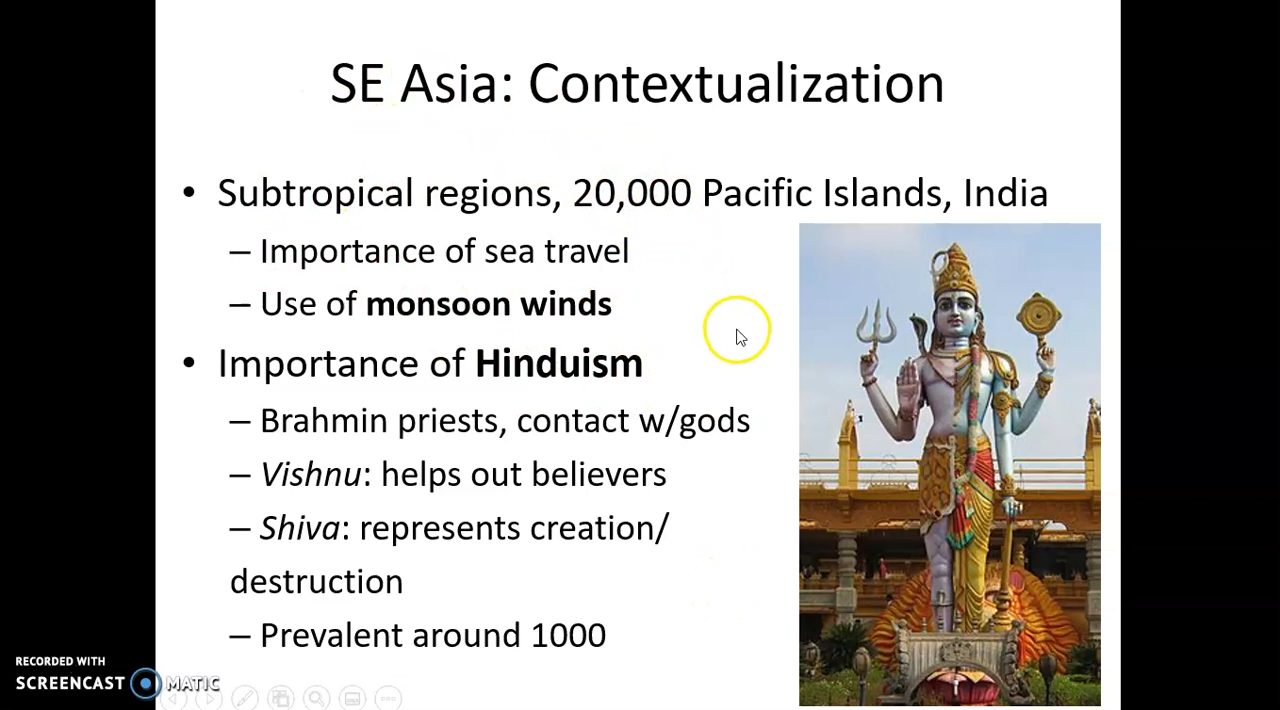 SE Asia: Contextualization
• Subtropical regions, 20,000 Pacific Islands, India
– Importance of sea travel
– Use of monsoon winds
• Importance of Hinduism
– Brahmin priests, contact w/gods
– Vishnu: helps out believers
– Shiva: represents creation/
destruction
– Prevalent around 1000
RECORDED WITH
SCREENCAST MATIC